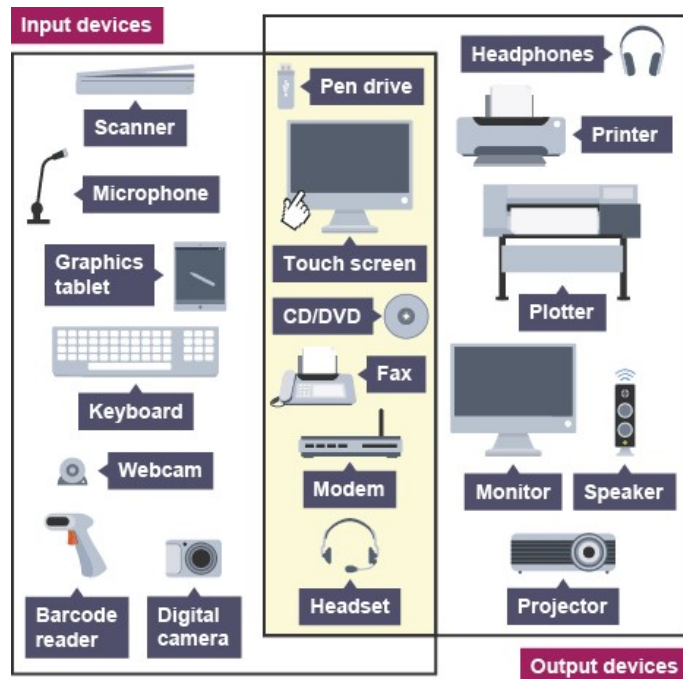 Input devices
Scanner
Microphone
Graphics
tablet
Keyboard
Webcam
Barcode
reader
Digital
camera
Pen drive
Touch screen
CD/DVD
Fax
Modem
Headset
Headphones
Printer
Plotter
Monitor
Speaker
Projector
Output devices